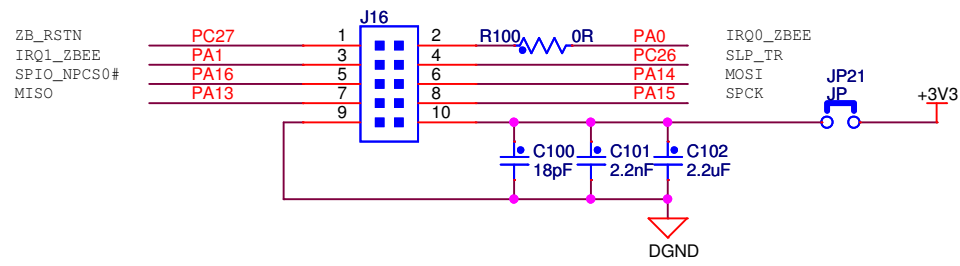 J16
ZB_RSTN PC27 1 2 R100 0R PA0 IRQ0_ZBEE
IRQ1_ZBEE PA1 3 4 PC26 SLP_TR
SPIO_NPCS0# PA16 5 6 PA14 MOSI
MISO PA13 7 8 PA15 SPCK
9 10
JP21
JP
+3V3
C100 C101 C102
18pF 2.2nF 2.2uF
DGND